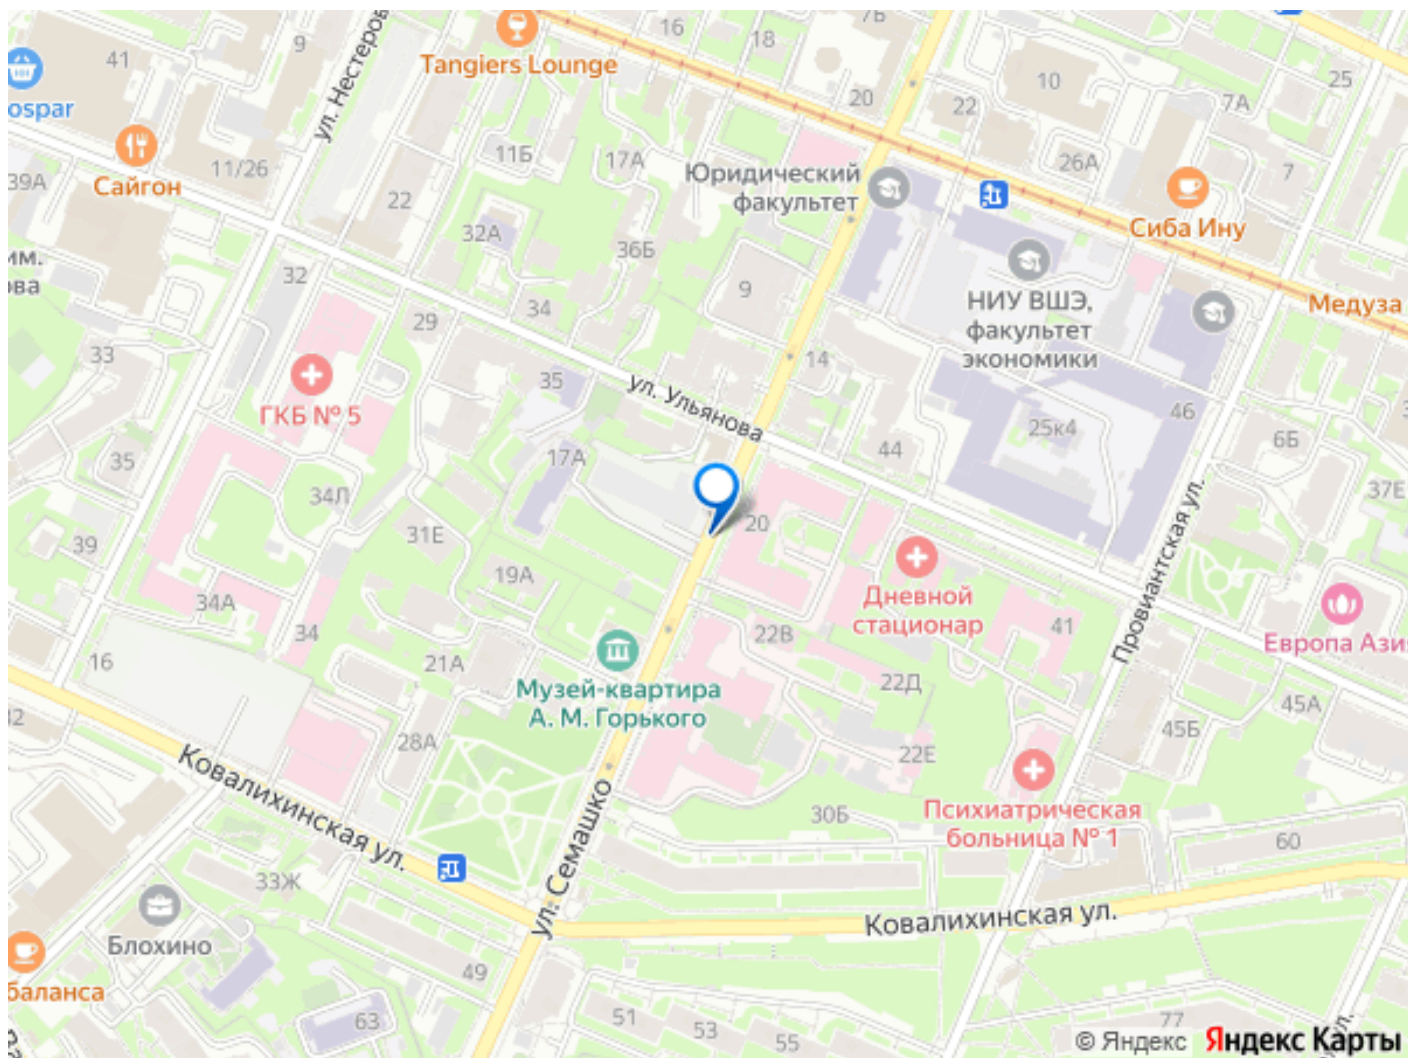 7Б
16
18
9
41
ул. Нестеров
Tangiers Lounge
10
25
ospar
20
22
7А
11Б
17А
26А
11/26
7
Сайгон
39А
Юридический
факультет
22
32А
36Б
Сиба Ину
им.
ова
32
9
34
НИУ ВШЭ,
факультет
экономики
Медуза
29
33
14
35
ул. Ульянова
ГКБ № 5
46
25к4
6Б
44
17А
35
34Л
37Е
20
31Е
39
19А
Дневной
стационар
Провиантская ул.
34А
34
22В
41
Европа Азия
16
21А
Музей-квартира
А. М. Горького
22Д
45А
32
28А
45Б
22Е
Ковалихинская ул.
ул. Семашко
30Б
Психиатрическая
больница № 1
60
33Ж
Блохино
Ковалихинская ул.
баланса
49
63
51
53
55
77
ул.
© Яндекс Яндекс Карты